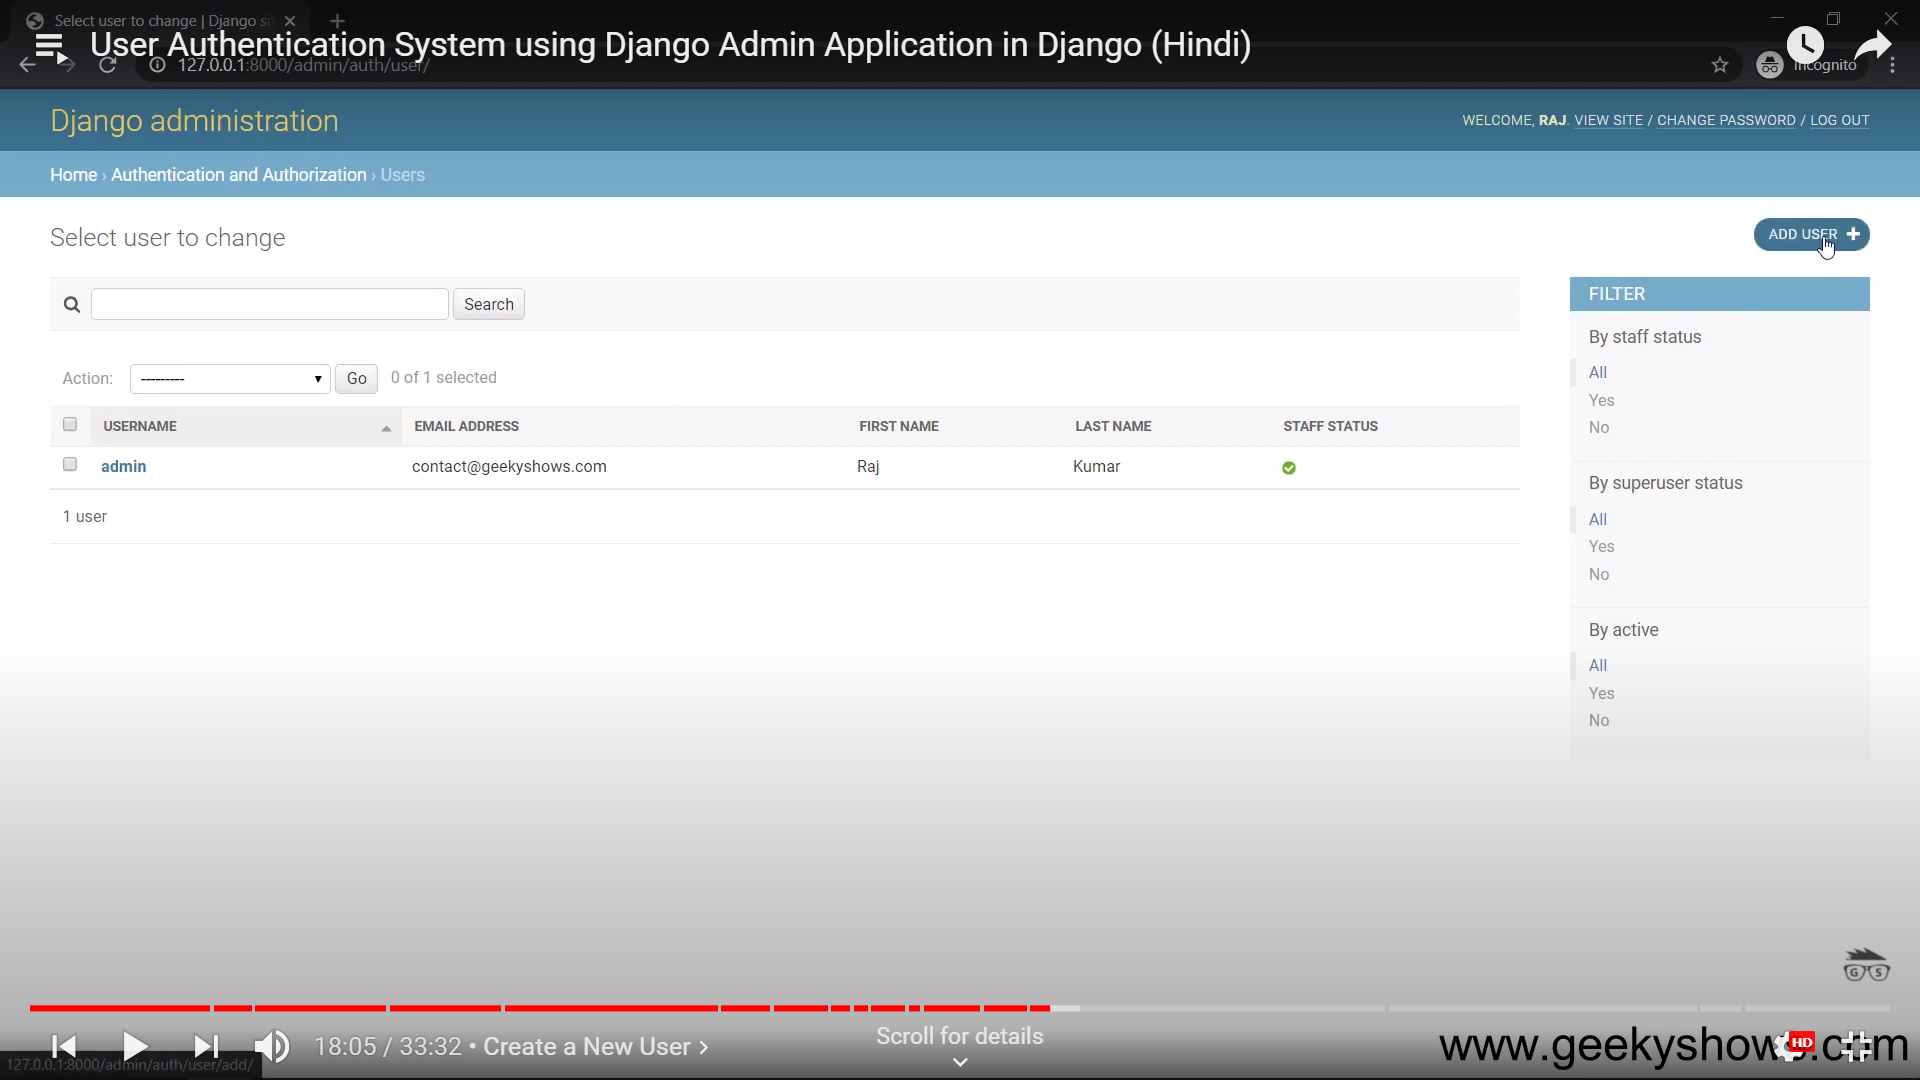 Select user to change | Django si
User Authentication System using Django Admin Application in Django (Hindi)
127.0.0.1:8000/admin/auth/user/
Incognito
Django administration
WELCOME, RAJ. VIEW SITE / CHANGE PASSWORD / LOG OUT
Home › Authentication and Authorization › Users
Select user to change
ADD USER +
Search
FILTER
By staff status
All
Yes
No
By superuser status
All
Yes
No
By active
All
Yes
No
Action: --------- Go 0 of 1 selected
USERNAME EMAIL ADDRESS FIRST NAME LAST NAME STAFF STATUS
admin contact@geekyshows.com Raj Kumar
1 user
G S
18:05 / 33:32 • Create a New User ›
Scroll for details
HD
www.geekyshows.com
127.0.0.1:8000/admin/auth/user/add/